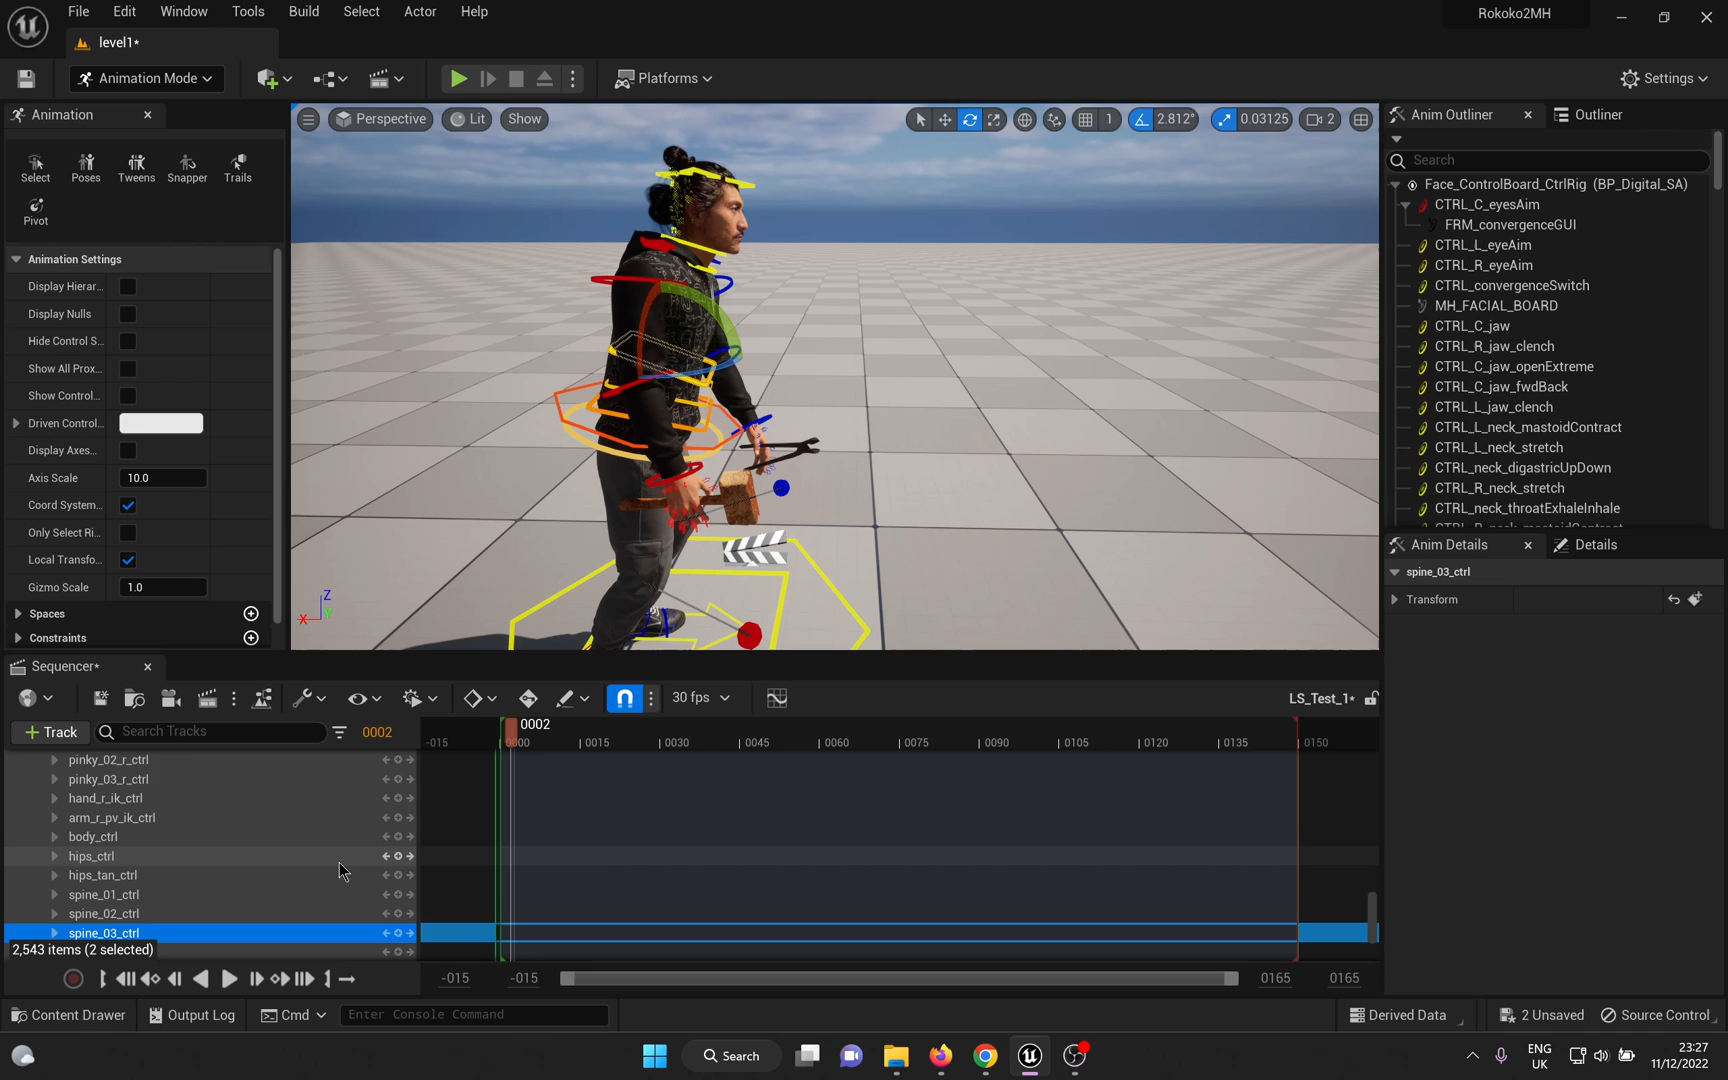 File Edit Window Tools Build Select Actor Help
Rokoko2MH
level1*
Animation Mode
Platforms
Settings
Animation
Perspective
Lit
Show
1
2.812°
0.03125
2
Anim Outliner
Outliner
Select Poses Tweens Snapper Trails
Pivot
Search
Face_ControlBoard_CtrlRig (BP_Digital_SA)
CTRL_C_eyesAim
FRM_convergenceGUI
CTRL_L_eyeAim
CTRL_R_eyeAim
CTRL_convergenceSwitch
MH_FACIAL_BOARD
CTRL_C_jaw
CTRL_R_jaw_clench
CTRL_C_jaw_openExtreme
CTRL_C_jaw_fwdBack
CTRL_L_jaw_clench
CTRL_L_neck_mastoidContract
CTRL_L_neck_stretch
CTRL_neck_digastricUpDown
CTRL_R_neck_stretch
CTRL_neck_throatExhaleInhale
CTRL_R_neck_mastoidContract
Animation Settings
Display Hierar...
Display Nulls
Hide Control S...
Show All Prox...
Show Control...
Driven Control...
Display Axes...
Axis Scale 10.0
Coord System...
Only Select Ri...
Local Transfo...
Gizmo Scale 1.0
Spaces
Constraints
Z
Y
X
Anim Details
Details
spine_03_ctrl
Transform
Sequencer*
30 fps
LS_Test_1*
Track
Search Tracks
0002
0002
-015 0000 0015 0030 0045 0060 0075 0090 0105 0120 0135 0150
pinky_02_r_ctrl
pinky_03_r_ctrl
hand_r_ik_ctrl
arm_r_pv_ik_ctrl
body_ctrl
hips_ctrl
hips_tan_ctrl
spine_01_ctrl
spine_02_ctrl
spine_03_ctrl
2,543 items (2 selected)
-015 -015 0165 0165
Content Drawer
Output Log
Cmd
Enter Console Command
Derived Data
2 Unsaved
Source Control
Search
ENG
UK
23:27
11/12/2022